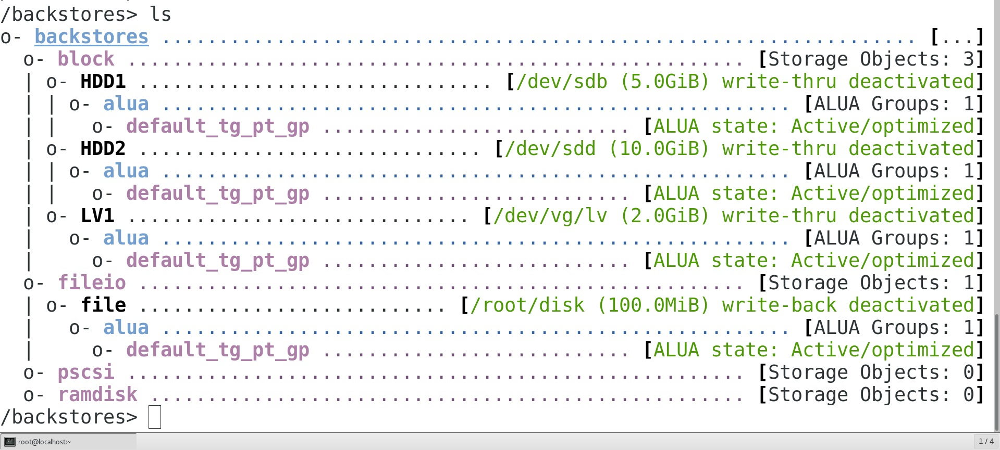 /backstores> ls
o- backstores .................................................................. [...]
  o- block ...................................................... [Storage Objects: 3]
  | o- HDD1 ............................... [/dev/sdb (5.0GiB) write-thru deactivated]
  | | o- alua ....................................................... [ALUA Groups: 1]
  | |   o- default_tg_pt_gp ........................... [ALUA state: Active/optimized]
  | o- HDD2 .............................. [/dev/sdd (10.0GiB) write-thru deactivated]
  | | o- alua ....................................................... [ALUA Groups: 1]
  | |   o- default_tg_pt_gp ........................... [ALUA state: Active/optimized]
  | o- LV1 .............................. [/dev/vg/lv (2.0GiB) write-thru deactivated]
  |   o- alua ....................................................... [ALUA Groups: 1]
  |     o- default_tg_pt_gp ........................... [ALUA state: Active/optimized]
  o- fileio ..................................................... [Storage Objects: 1]
  | o- file ........................... [/root/disk (100.0MiB) write-back deactivated]
  |   o- alua ....................................................... [ALUA Groups: 1]
  |     o- default_tg_pt_gp ........................... [ALUA state: Active/optimized]
  o- pscsi ...................................................... [Storage Objects: 0]
  o- ramdisk .................................................... [Storage Objects: 0]
/backstores>
root@localhost:~
1 / 4